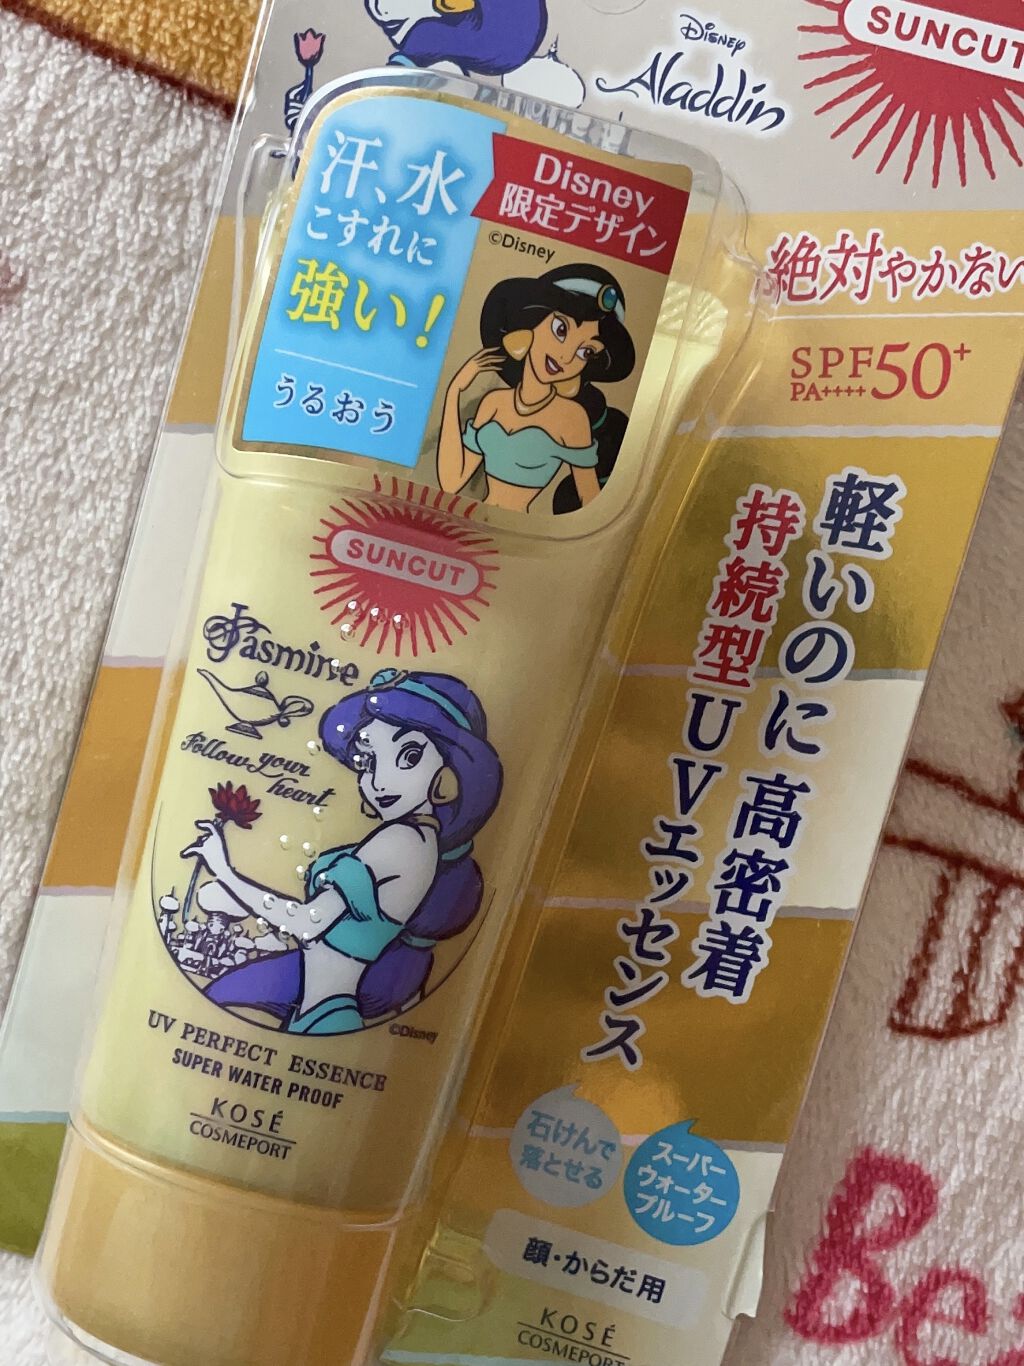 SUNCUT
Disney
Aladdin
汗、水
こすれに
強い!
うるおう
Disney
限定デザイン
©Disney
絶対やかない
SPF50+
PA++++
軽いのに高密着
持続型UVエッセンス
SUNCUT
Jasmine
Follow your
heart
©Disney
UV PERFECT ESSENCE
SUPER WATER PROOF
KOSÉ
COSMEPORT
石けんで
落とせる
スーパー
ウォーター
プルーフ
顔・からだ用
KOSÉ
COSMEPORT